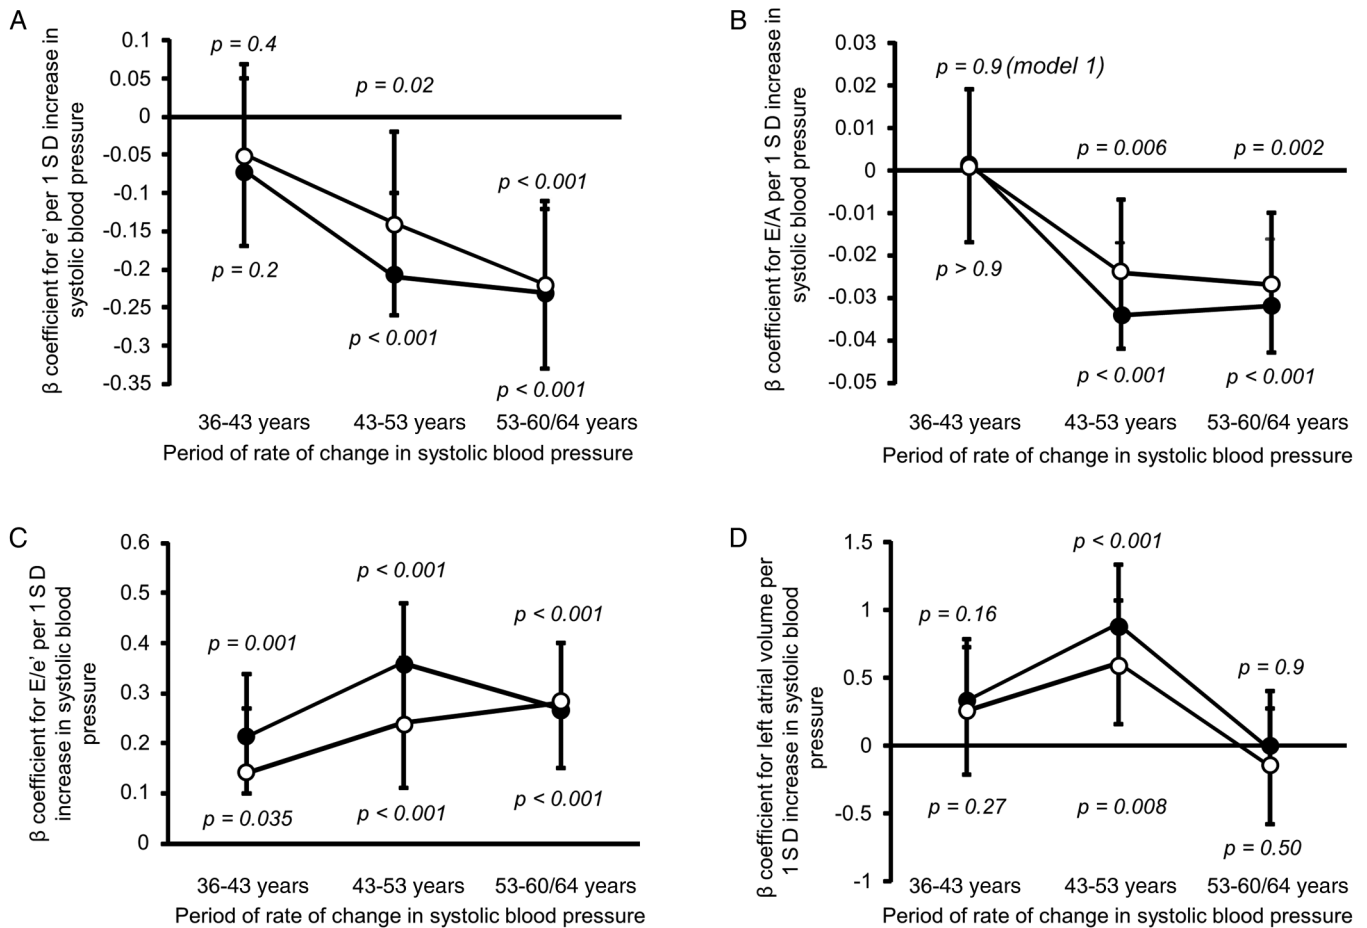 A
β coefficient for e' per 1 S D increase in
systolic blood pressure
0.1
0.05
0
-0.05
-0.1
-0.15
-0.2
-0.25
-0.3
-0.35
p = 0.4
p = 0.02
p < 0.001
p = 0.2
p < 0.001
p < 0.001
36-43 years
43-53 years
53-60/64 years
Period of rate of change in systolic blood pressure
B
β coefficient for E/A per 1 S D increase in
systolic blood pressure
0.03
0.02
0.01
0
-0.01
-0.02
-0.03
-0.04
-0.05
p = 0.9 (model 1)
p = 0.006
p = 0.002
p > 0.9
p < 0.001
p < 0.001
36-43 years
43-53 years
53-60/64 years
Period of rate of change in systolic blood pressure
C
β coefficient for E/e' per 1 S D
increase in systolic blood
pressure
0.6
0.5
0.4
0.3
0.2
0.1
0
p = 0.001
p < 0.001
p < 0.001
p = 0.035
p < 0.001
p < 0.001
36-43 years
43-53 years
53-60/64 years
Period of rate of change in systolic blood pressure
D
β coefficient for left atrial volume per
1 S D increase in systolic blood
pressure
1.5
1
0.5
0
-0.5
-1
p = 0.16
p < 0.001
p = 0.9
p = 0.27
p = 0.008
p = 0.50
36-43 years
43-53 years
53-60/64 years
Period of rate of change in systolic blood pressure